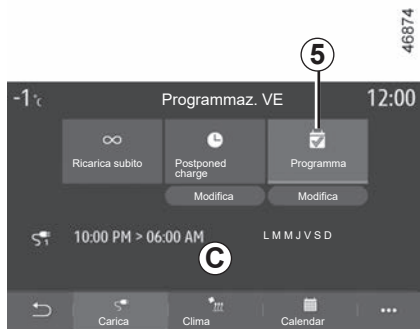 46874
5
-1°c
Programmaz. VE
12:00
Ricarica subito
Postponed
charge
Programma
Modifica
Modifica
10:00 PM > 06:00 AM
L M M J V S D
C
Carica
Clima
Calendar